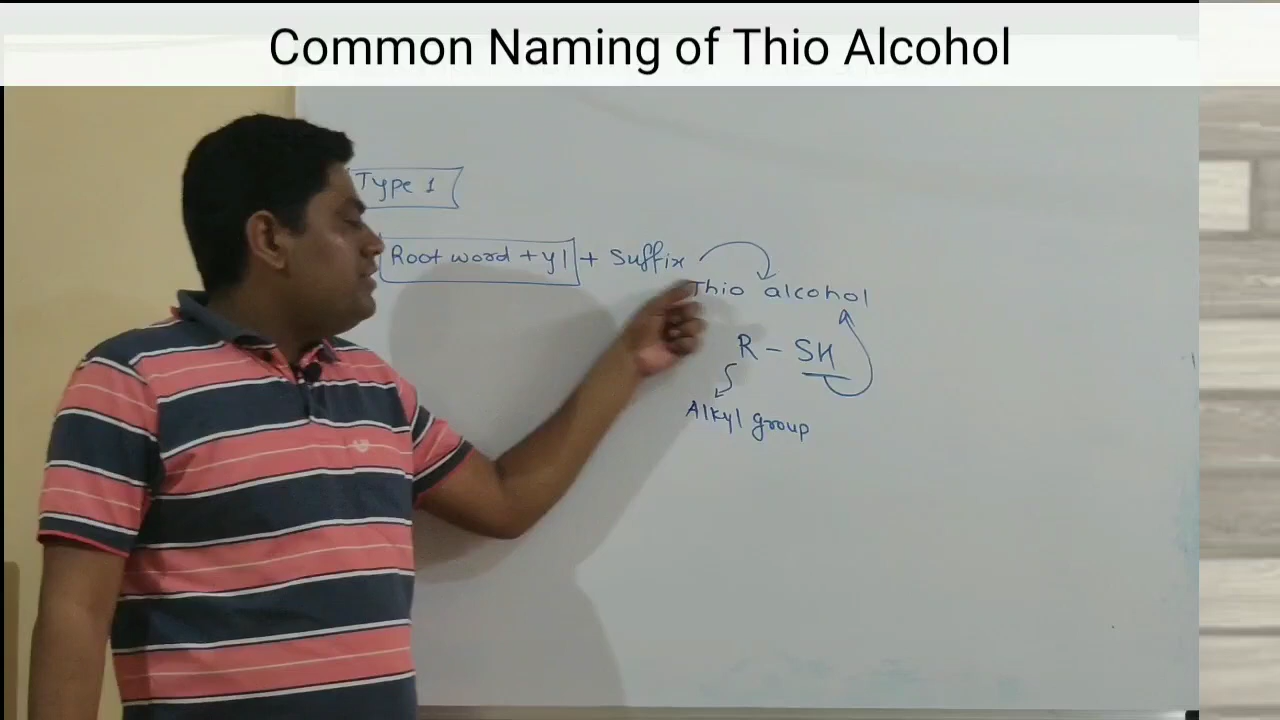 Common Naming of Thio Alcohol
Type 1
Root word + yl + Suffix
Thio alcohol
R - SH
Alkyl group